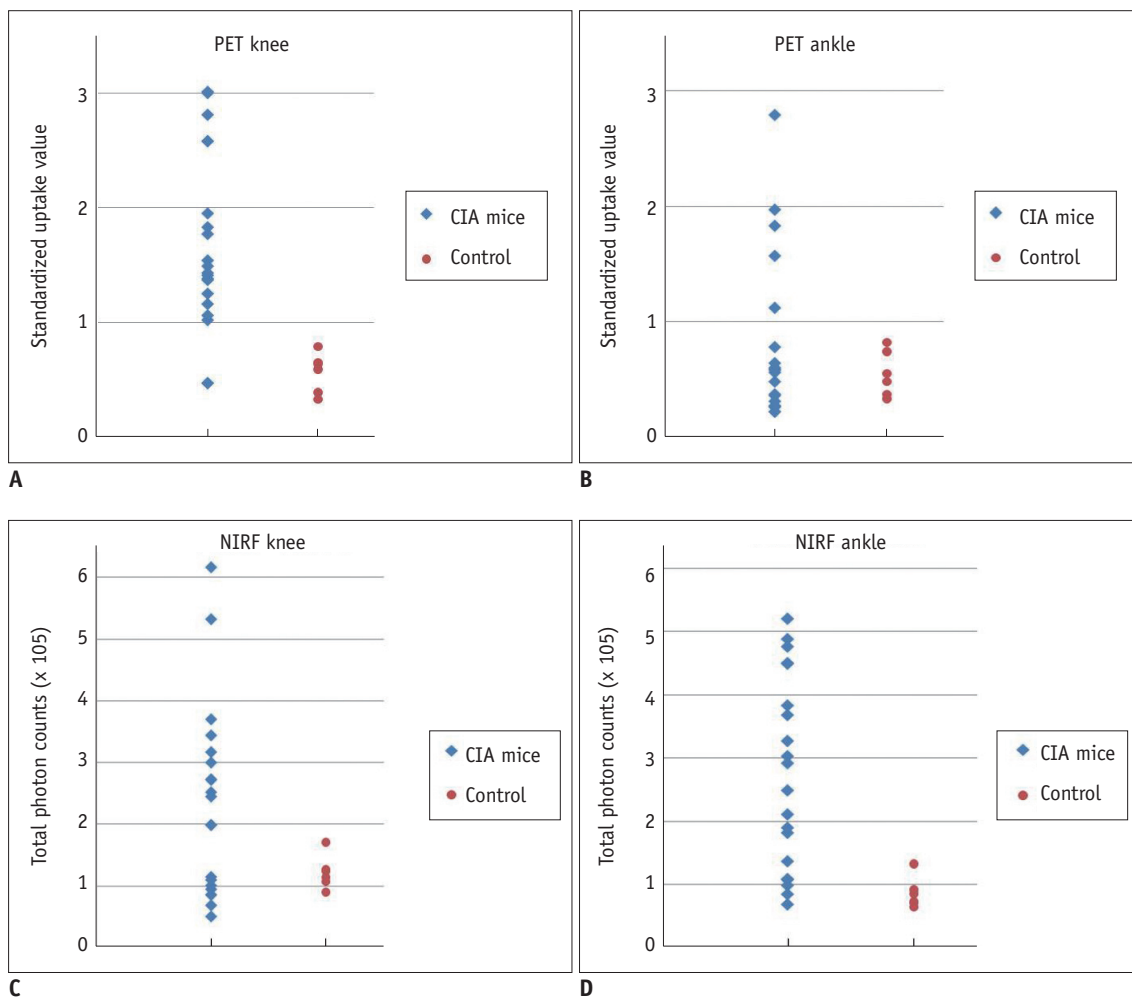 PET knee
3
2
1
0
Standardized uptake value
CIA mice
Control
A
PET ankle
3
2
1
0
Standardized uptake value
CIA mice
Control
B
NIRF knee
6
5
4
3
2
1
0
Total photon counts (x 105)
CIA mice
Control
C
NIRF ankle
6
5
4
3
2
1
0
Total photon counts (x 105)
CIA mice
Control
D